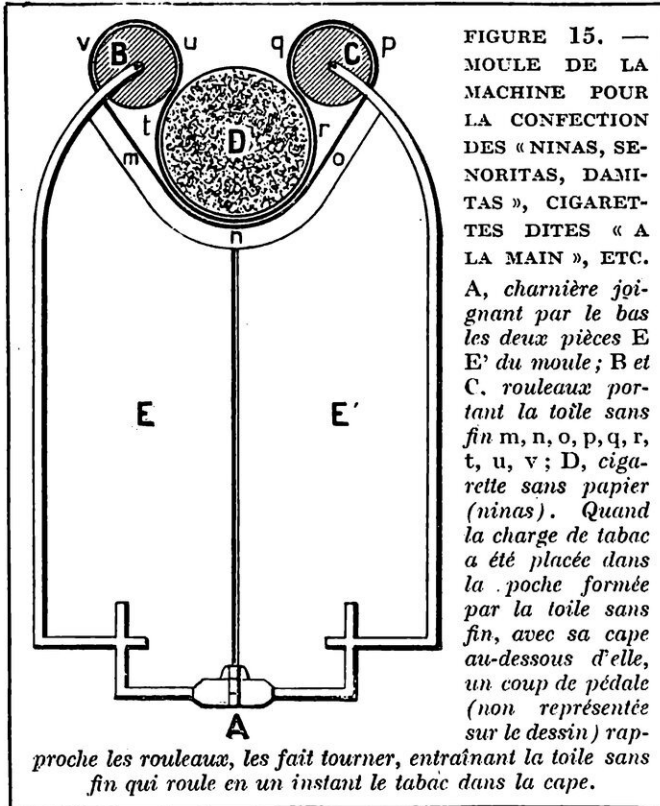 v
B
u
q
C
p
t
D
r
m
o
n
E
E'
A
FIGURE 15. —
MOULE DE LA
MACHINE POUR
LA CONFECTION
DES « NINAS, SE-
NORITAS, DAMI-
TAS », CIGARET-
TES DITES « A
LA MAIN », ETC.
A, charnière joi-
gnant par le bas
les deux pièces E
E' du moule ; B et
C, rouleaux por-
tant la toile sans
fin m, n, o, p, q, r,
t, u, v ; D, ciga-
rette sans papier
(ninas). Quand
la charge de tabac
a été placée dans
la poche formée
par la toile sans
fin, avec sa cape
au-dessous d'elle,
un coup de pédale
(non représentée
sur le dessin) rap-
proche les rouleaux, les fait tourner, entraînant la toile sans
fin qui roule en un instant le tabac dans la cape.